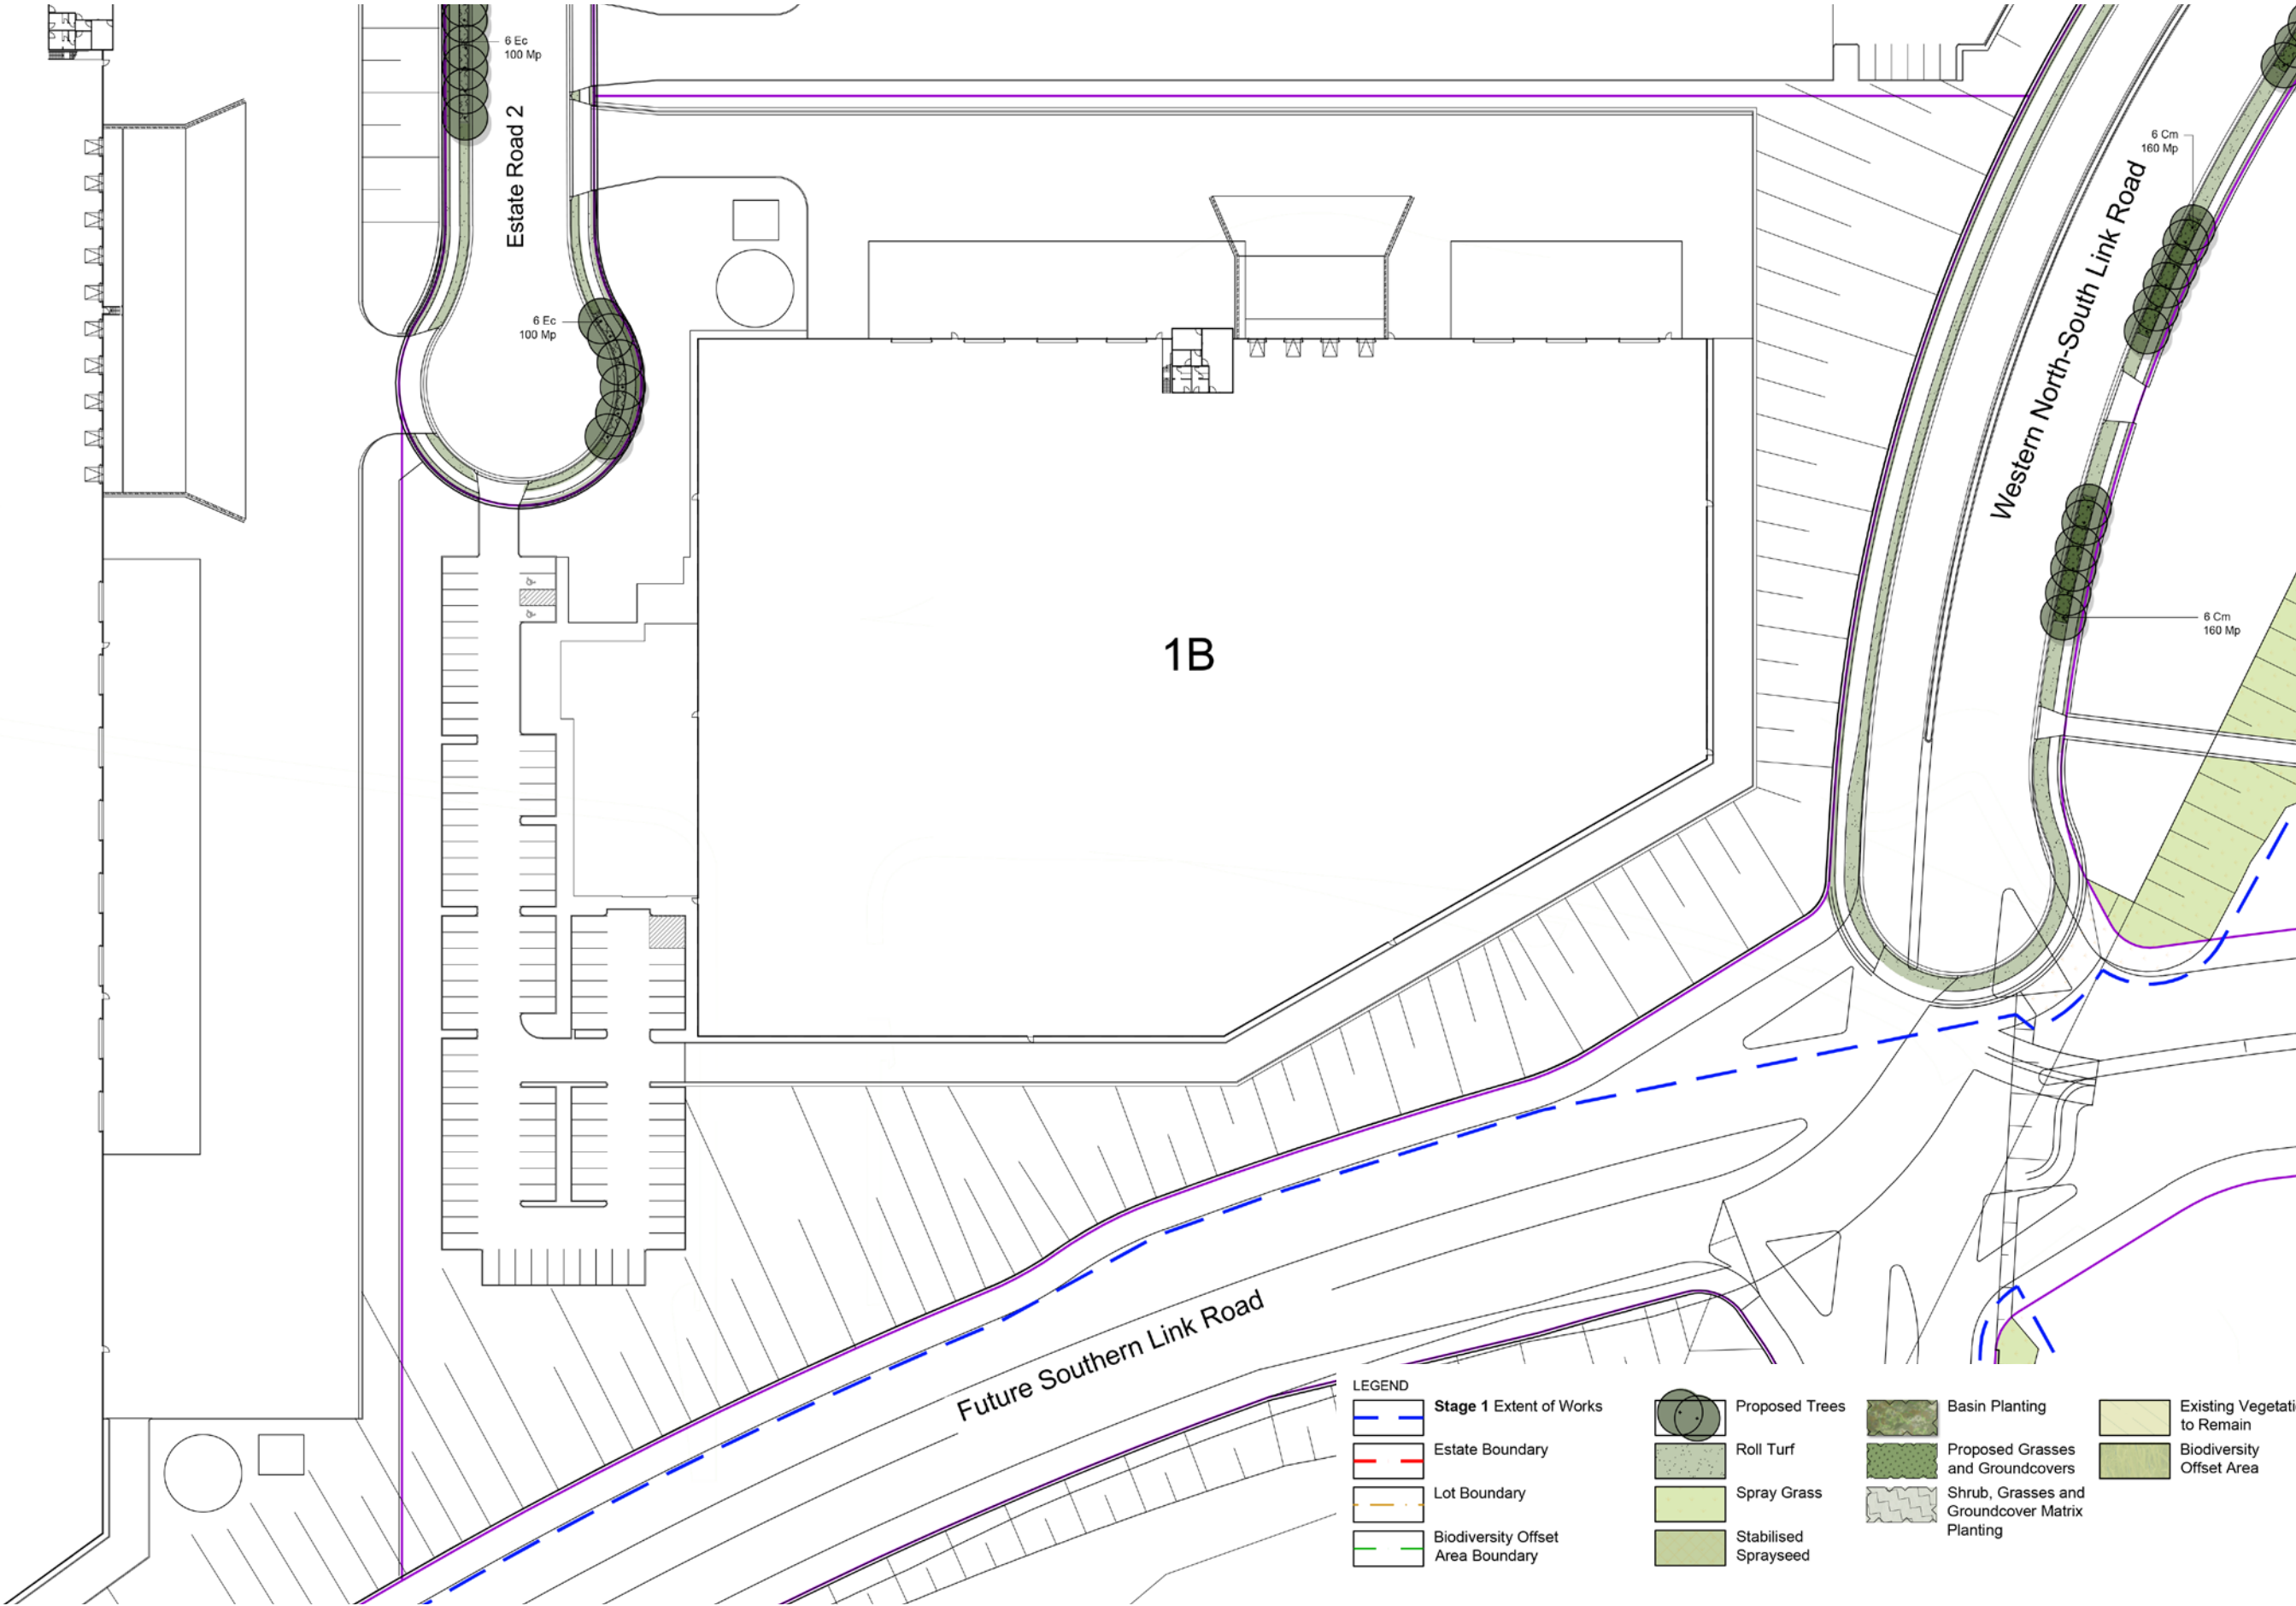 6 Ec
100 Mp
Estate Road 2
6 Cm
160 Mp
Western North-South Link Road
6 Ec
100 Mp
6 Cm
160 Mp
1B
Future Southern Link Road
LEGEND
Stage 1 Extent of Works
Estate Boundary
Lot Boundary
Biodiversity Offset
Area Boundary
Proposed Trees
Roll Turf
Spray Grass
Stabilised
Sprayseed
Basin Planting
Proposed Grasses
and Groundcovers
Shrub, Grasses and
Groundcover Matrix
Planting
Existing Vegetati
to Remain
Biodiversity
Offset Area